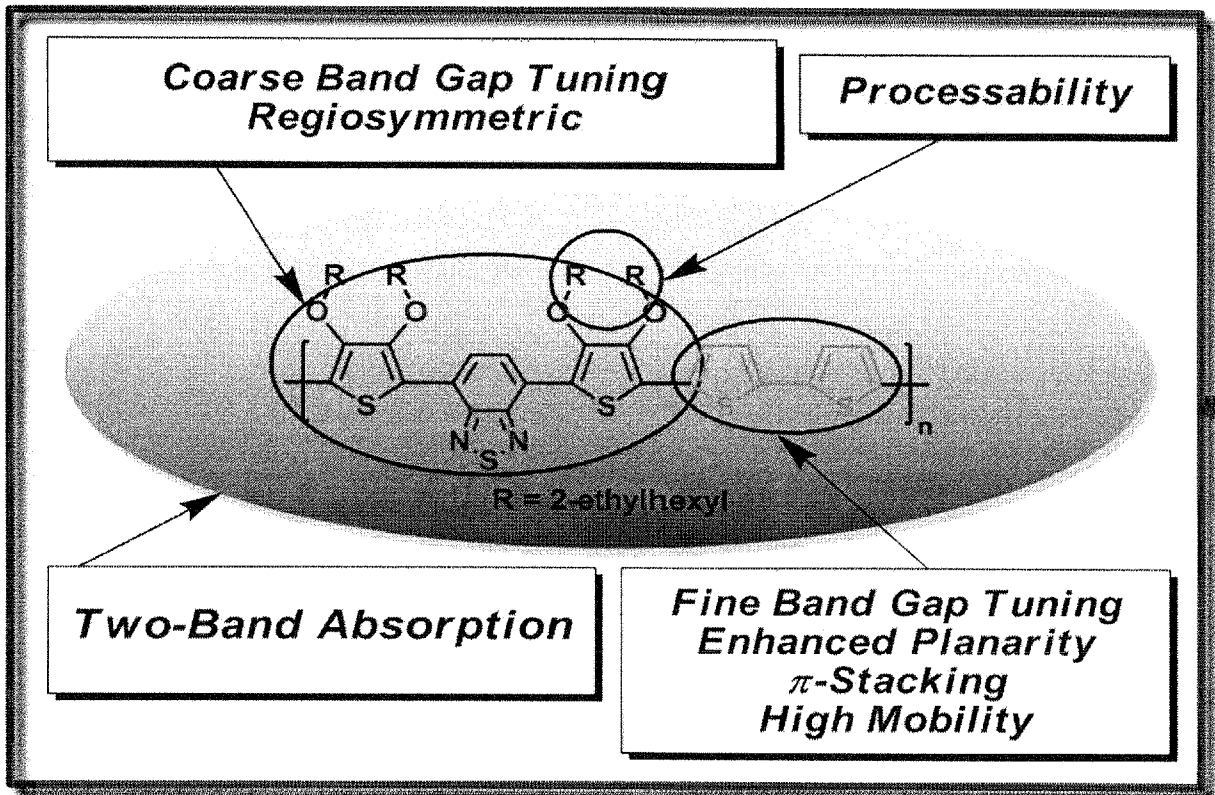 Coarse Band Gap Tuning
Regiosymmetric
Processability
R R R R
O O O O
S S S S
N N
S
n
R = 2-ethylhexyl
Two-Band Absorption
Fine Band Gap Tuning
Enhanced Planarity
π-Stacking
High Mobility